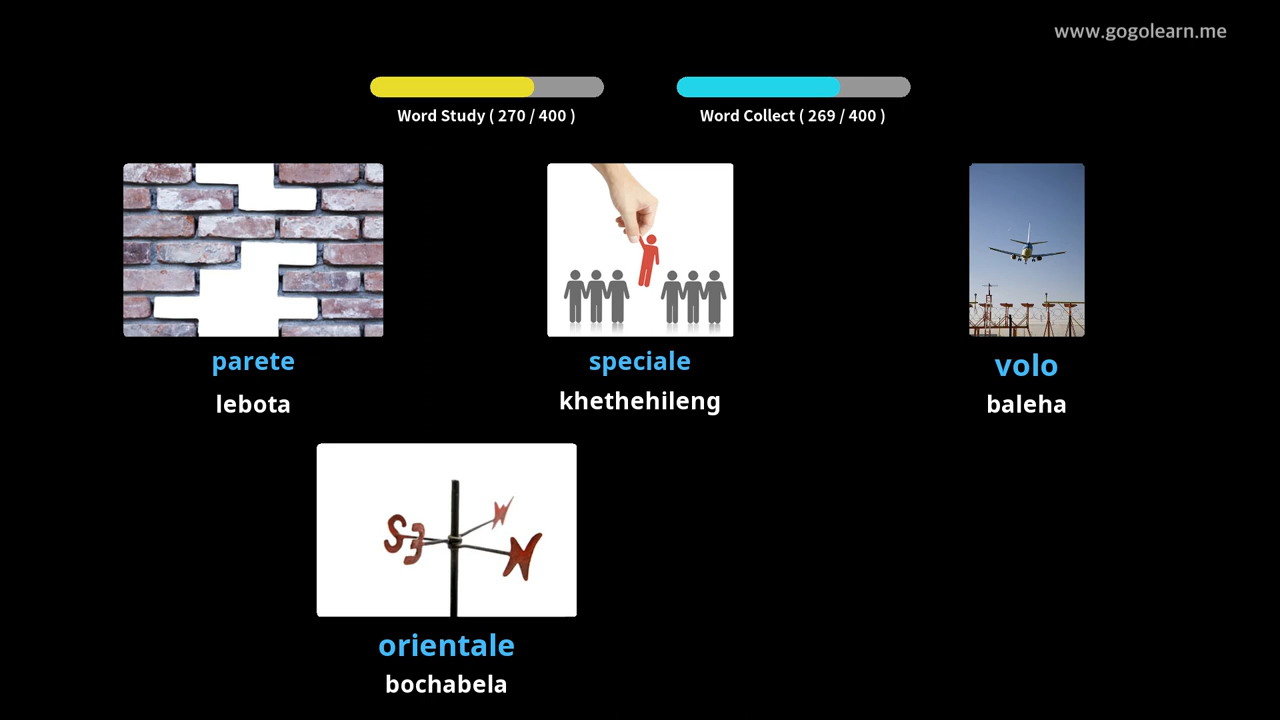 www.gogolearn.me
Word Study ( 270 / 400 )
Word Collect ( 269 / 400 )
parete
lebota
speciale
khethehileng
volo
baleha
S E N
orientale
bochabela